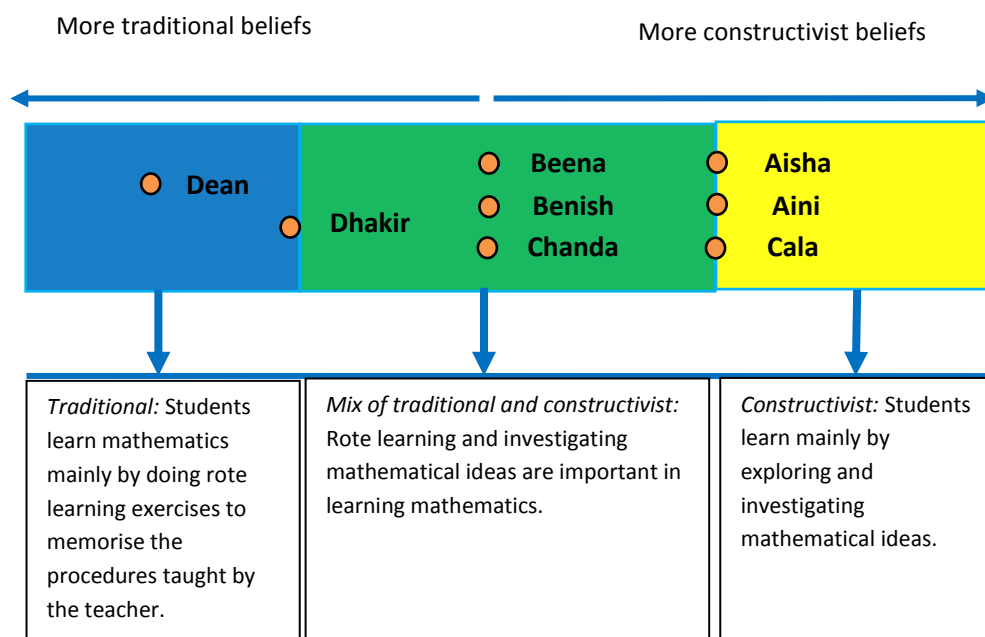 More traditional beliefs
More constructivist beliefs
Dean
Dhakir
Beena
Benish
Chanda
Aisha
Aini
Cala
Traditional: Students
learn mathematics
mainly by doing rote
learning exercises to
memorise the
procedures taught by
the teacher.
Mix of traditional and constructivist:
Rote learning and investigating
mathematical ideas are important in
learning mathematics.
Constructivist: Students
learn mainly by
exploring and
investigating
mathematical ideas.